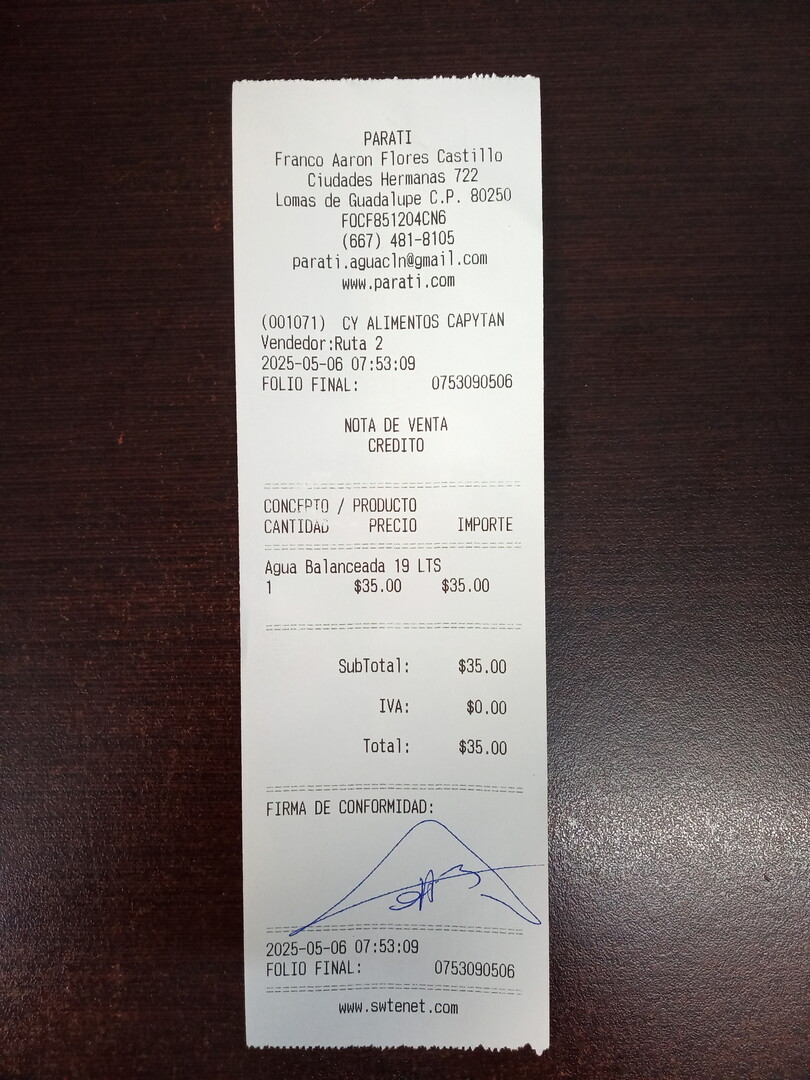 PARATI
Franco Aaron Flores Castillo
Ciudades Hermanas 722
Lomas de Guadalupe C.P. 80250
FOCF851204CN6
(667) 481-8105
parati.aguacln@gmail.com
www.parati.com
(001071) CY ALIMENTOS CAPYTAN
Vendedor:Ruta 2
2025-05-06 07:53:09
FOLIO FINAL: 0753090506
NOTA DE VENTA
CREDITO
CONCEPTO / PRODUCTO
CANTIDAD PRECIO IMPORTE
Agua Balanceada 19 LTS
1 $35.00 $35.00
SubTotal: $35.00
IVA: $0.00
Total: $35.00
FIRMA DE CONFORMIDAD:
2025-05-06 07:53:09
FOLIO FINAL: 0753090506
www.swtenet.com